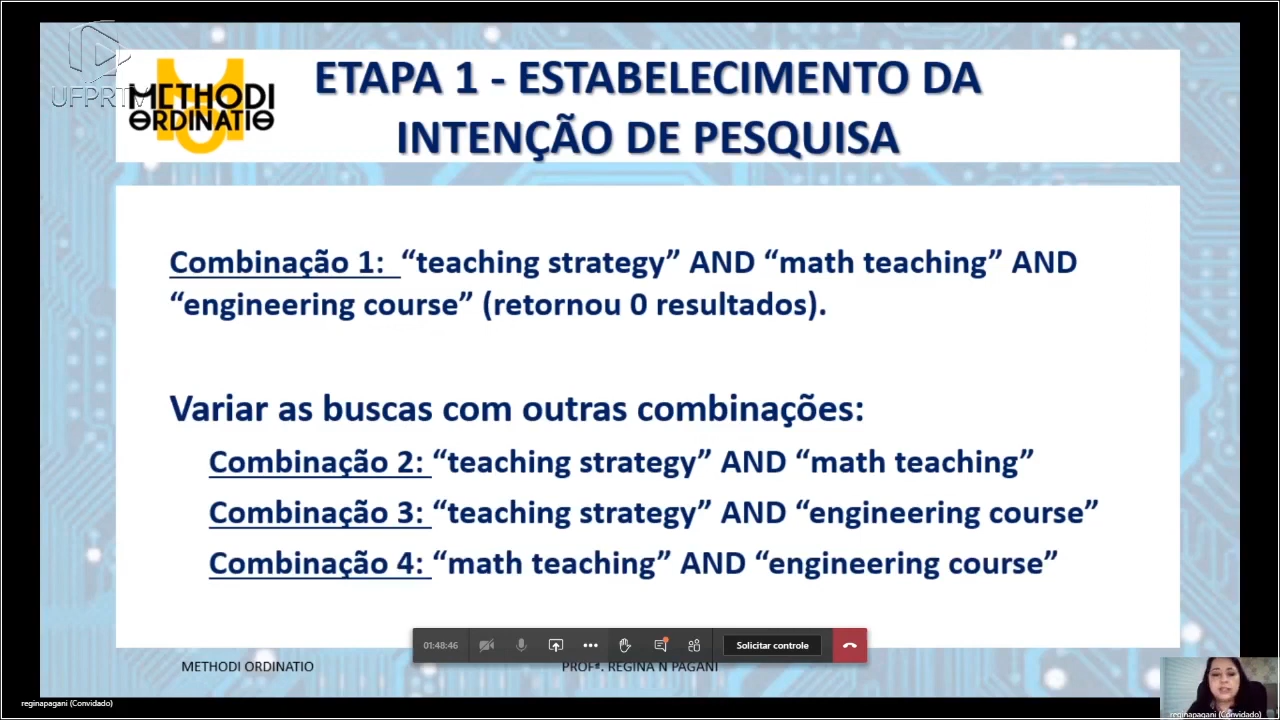 UFPRTV
METHODI
ORDINATIO
ETAPA 1 - ESTABELECIMENTO DA
INTENÇÃO DE PESQUISA
Combinação 1: “teaching strategy” AND “math teaching” AND
“engineering course” (retornou 0 resultados).
Variar as buscas com outras combinações:
Combinação 2: “teaching strategy” AND “math teaching”
Combinação 3: “teaching strategy” AND “engineering course”
Combinação 4: “math teaching” AND “engineering course”
01:48:46
Solicitar controle
METHODI ORDINATIO
PROFª. REGINA N PAGANI
reginapagani (Convidado)
reginapagani (Convidado)